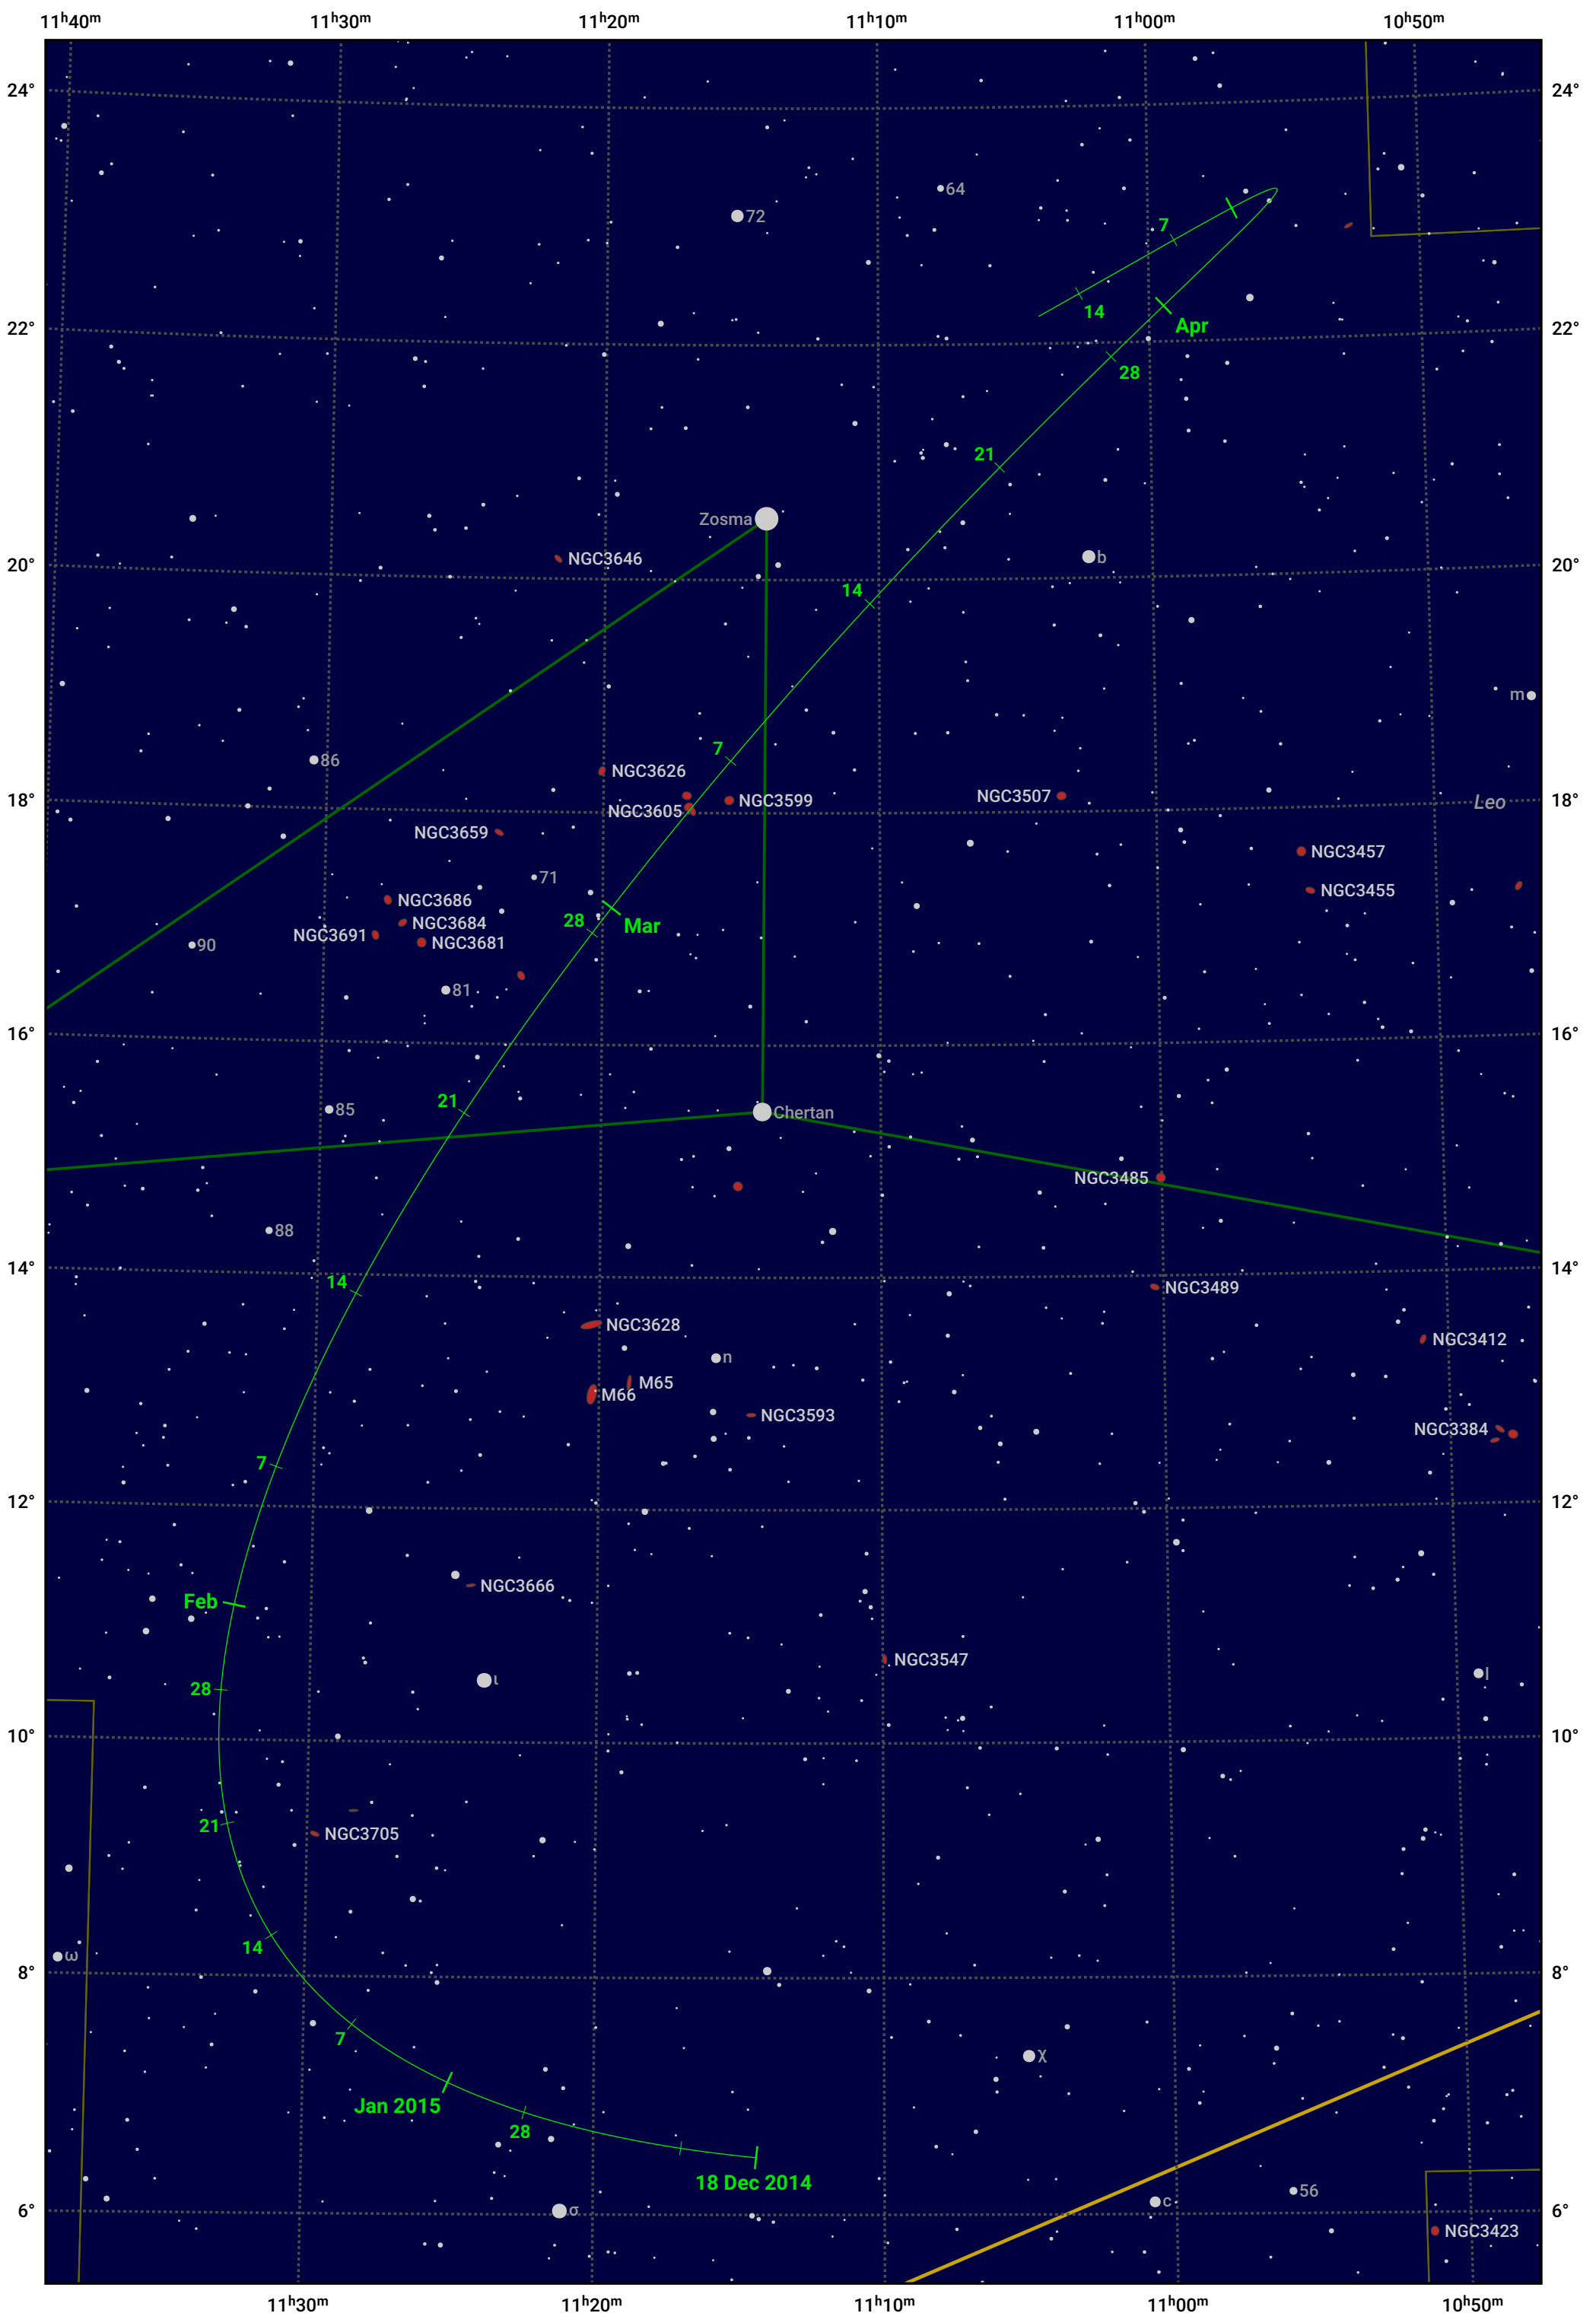 11h40m 11h30m 11h20m 11h10m 11h00m 10h50m
24° 24°
64
72
7
14
Apr
22° 22°
28
21
Zosma
NGC3646 b
20° 20°
14
m
7
86
NGC3626
NGC3507
18° NGC3605 NGC3599 Leo 18°
NGC3659
NGC3457
71
NGC3455
NGC3686
28 Mar
NGC3684
NGC3691 NGC3681
90
81
16° 16°
21
85 Chertan
NGC3485
88
14° 14°
14 NGC3489
NGC3628
NGC3412
n
M65
M66
NGC3593
NGC3384
7
12° 12°
NGC3666
Feb
NGC3547
ι l
28
10° 10°
21
NGC3705
14
ω
8° 8°
7
χ
Jan 2015
28
18 Dec 2014
56
c
6° σ 6°
NGC3423
11h30m 11h20m 11h10m 11h00m 10h50m